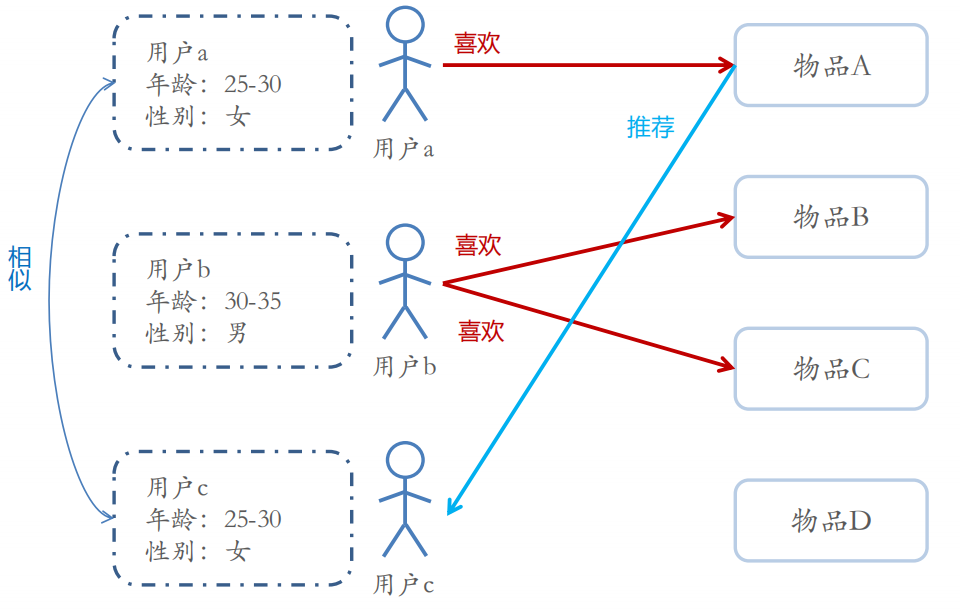 用户a
年龄：25-30
性别：女
用户a
喜欢
物品A
推荐
相似
用户b
年龄：30-35
性别：男
用户b
喜欢
喜欢
物品B
物品C
用户c
年龄：25-30
性别：女
用户c
物品D